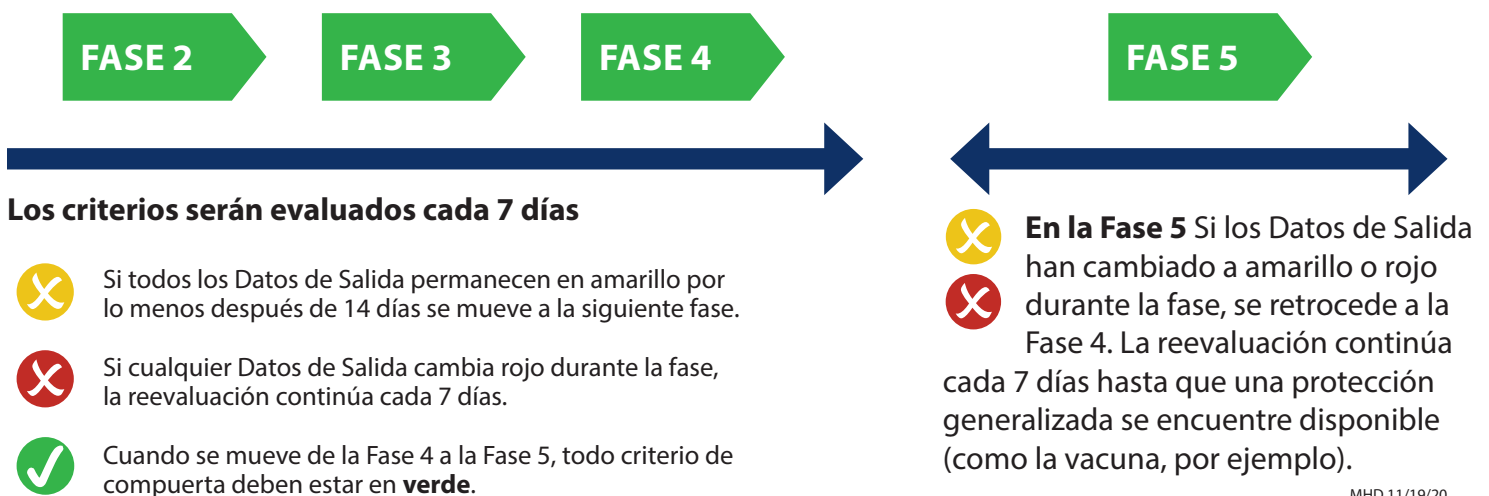 FASE 2
FASE 3
FASE 4
FASE 5
Los criterios serán evaluados cada 7 días
Si todos los Datos de Salida permanecen en amarillo por
lo menos después de 14 días se mueve a la siguiente fase.
Si cualquier Datos de Salida cambia rojo durante la fase,
la reevaluación continúa cada 7 días.
Cuando se mueve de la Fase 4 a la Fase 5, todo criterio de
compuerta deben estar en verde.
En la Fase 5 Si los Datos de Salida
han cambiado a amarillo o rojo
durante la fase, se retrocede a la
Fase 4. La reevaluación continúa
cada 7 días hasta que una protección
generalizada se encuentre disponible
(como la vacuna, por ejemplo).
MHD 11/19/20